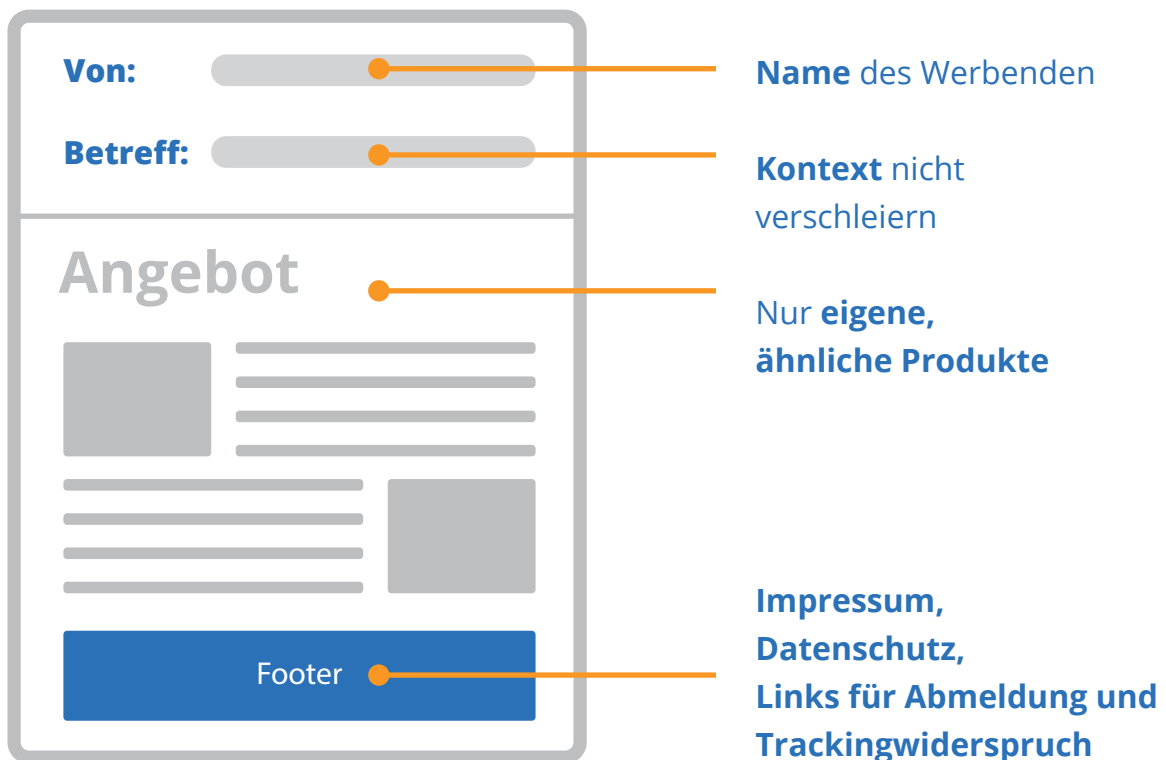 Von:
Name des Werbenden
Betreff:
Kontext nicht
verschleiern
Angebot
Nur eigene,
ähnliche Produkte
Footer
Impressum,
Datenschutz,
Links für Abmeldung und
Trackingwiderspruch